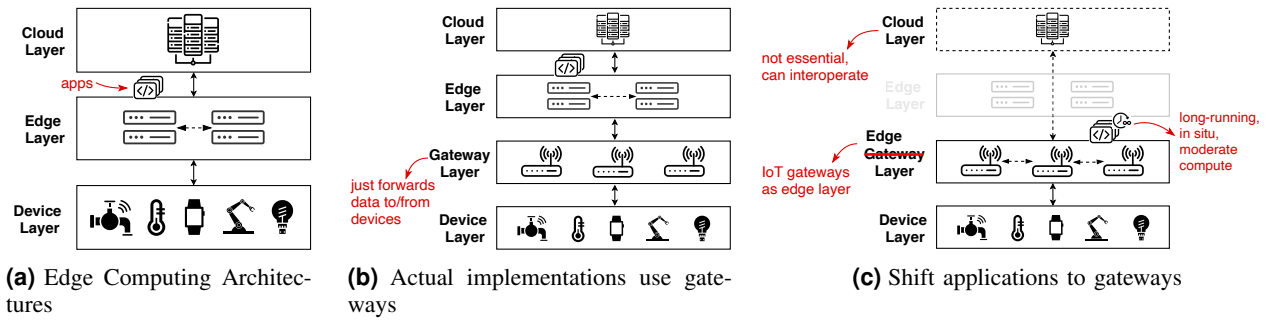 Cloud
Layer
apps
</>
Edge
Layer
Device
Layer
(a) Edge Computing Architec-
tures
Cloud
Layer
</>
Edge
Layer
Gateway
Layer
just forwards
data to/from
devices
Device
Layer
(b) Actual implementations use gate-
ways
Cloud
Layer
not essential,
can interoperate
Edge
Layer
</>
∞
long-running,
in situ,
moderate
compute
Edge
Gateway
Layer
IoT gateways
as edge layer
Device
Layer
(c) Shift applications to gateways